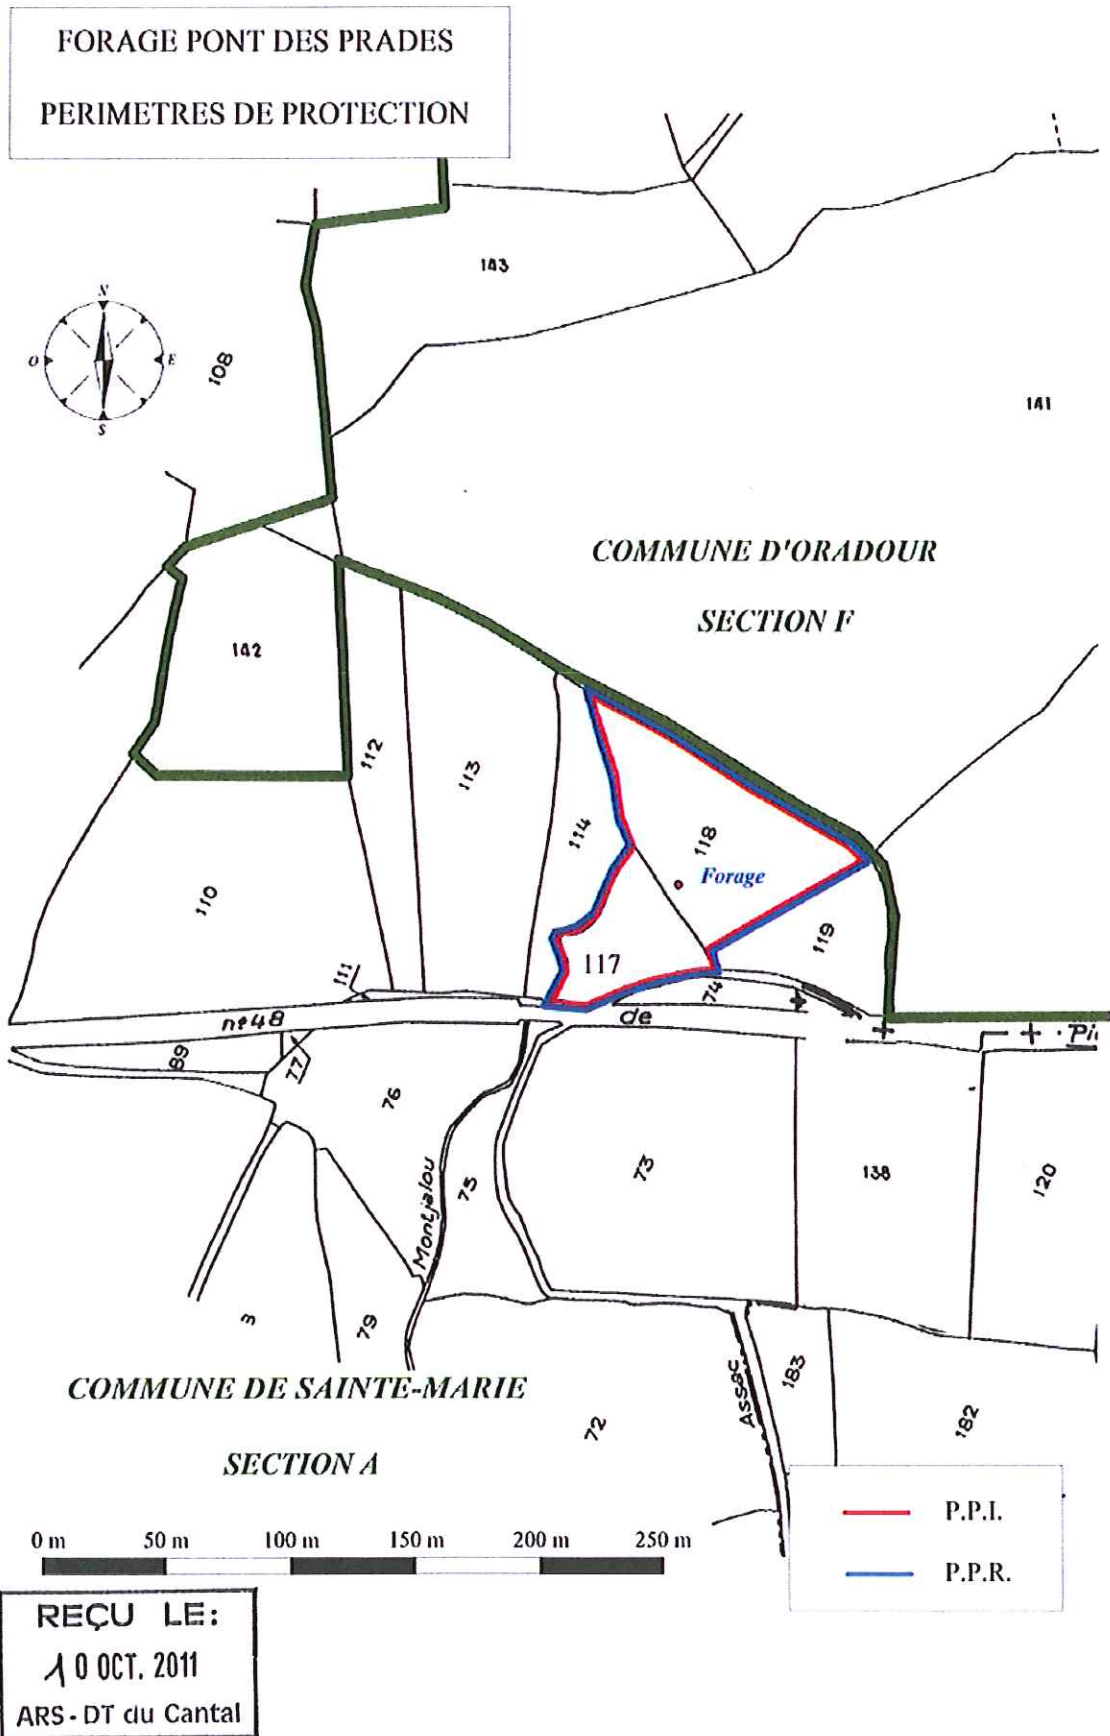 FORAGE PONT DES PRADES
PERIMETRES DE PROTECTION
143
N
O
E
S
108
141
COMMUNE D'ORADOUR
SECTION F
142
112
113
114
118
Forage
110
119
117
111
74
n°48
de
89
77
76
73
138
120
Montjalou
75
3
79
COMMUNE DE SAINTE-MARIE
SECTION A
72
Assac
183
182
0 m 50 m 100 m 150 m 200 m 250 m
P.P.I.
P.P.R.
REÇU LE:
10 OCT. 2011
ARS - DT du Cantal